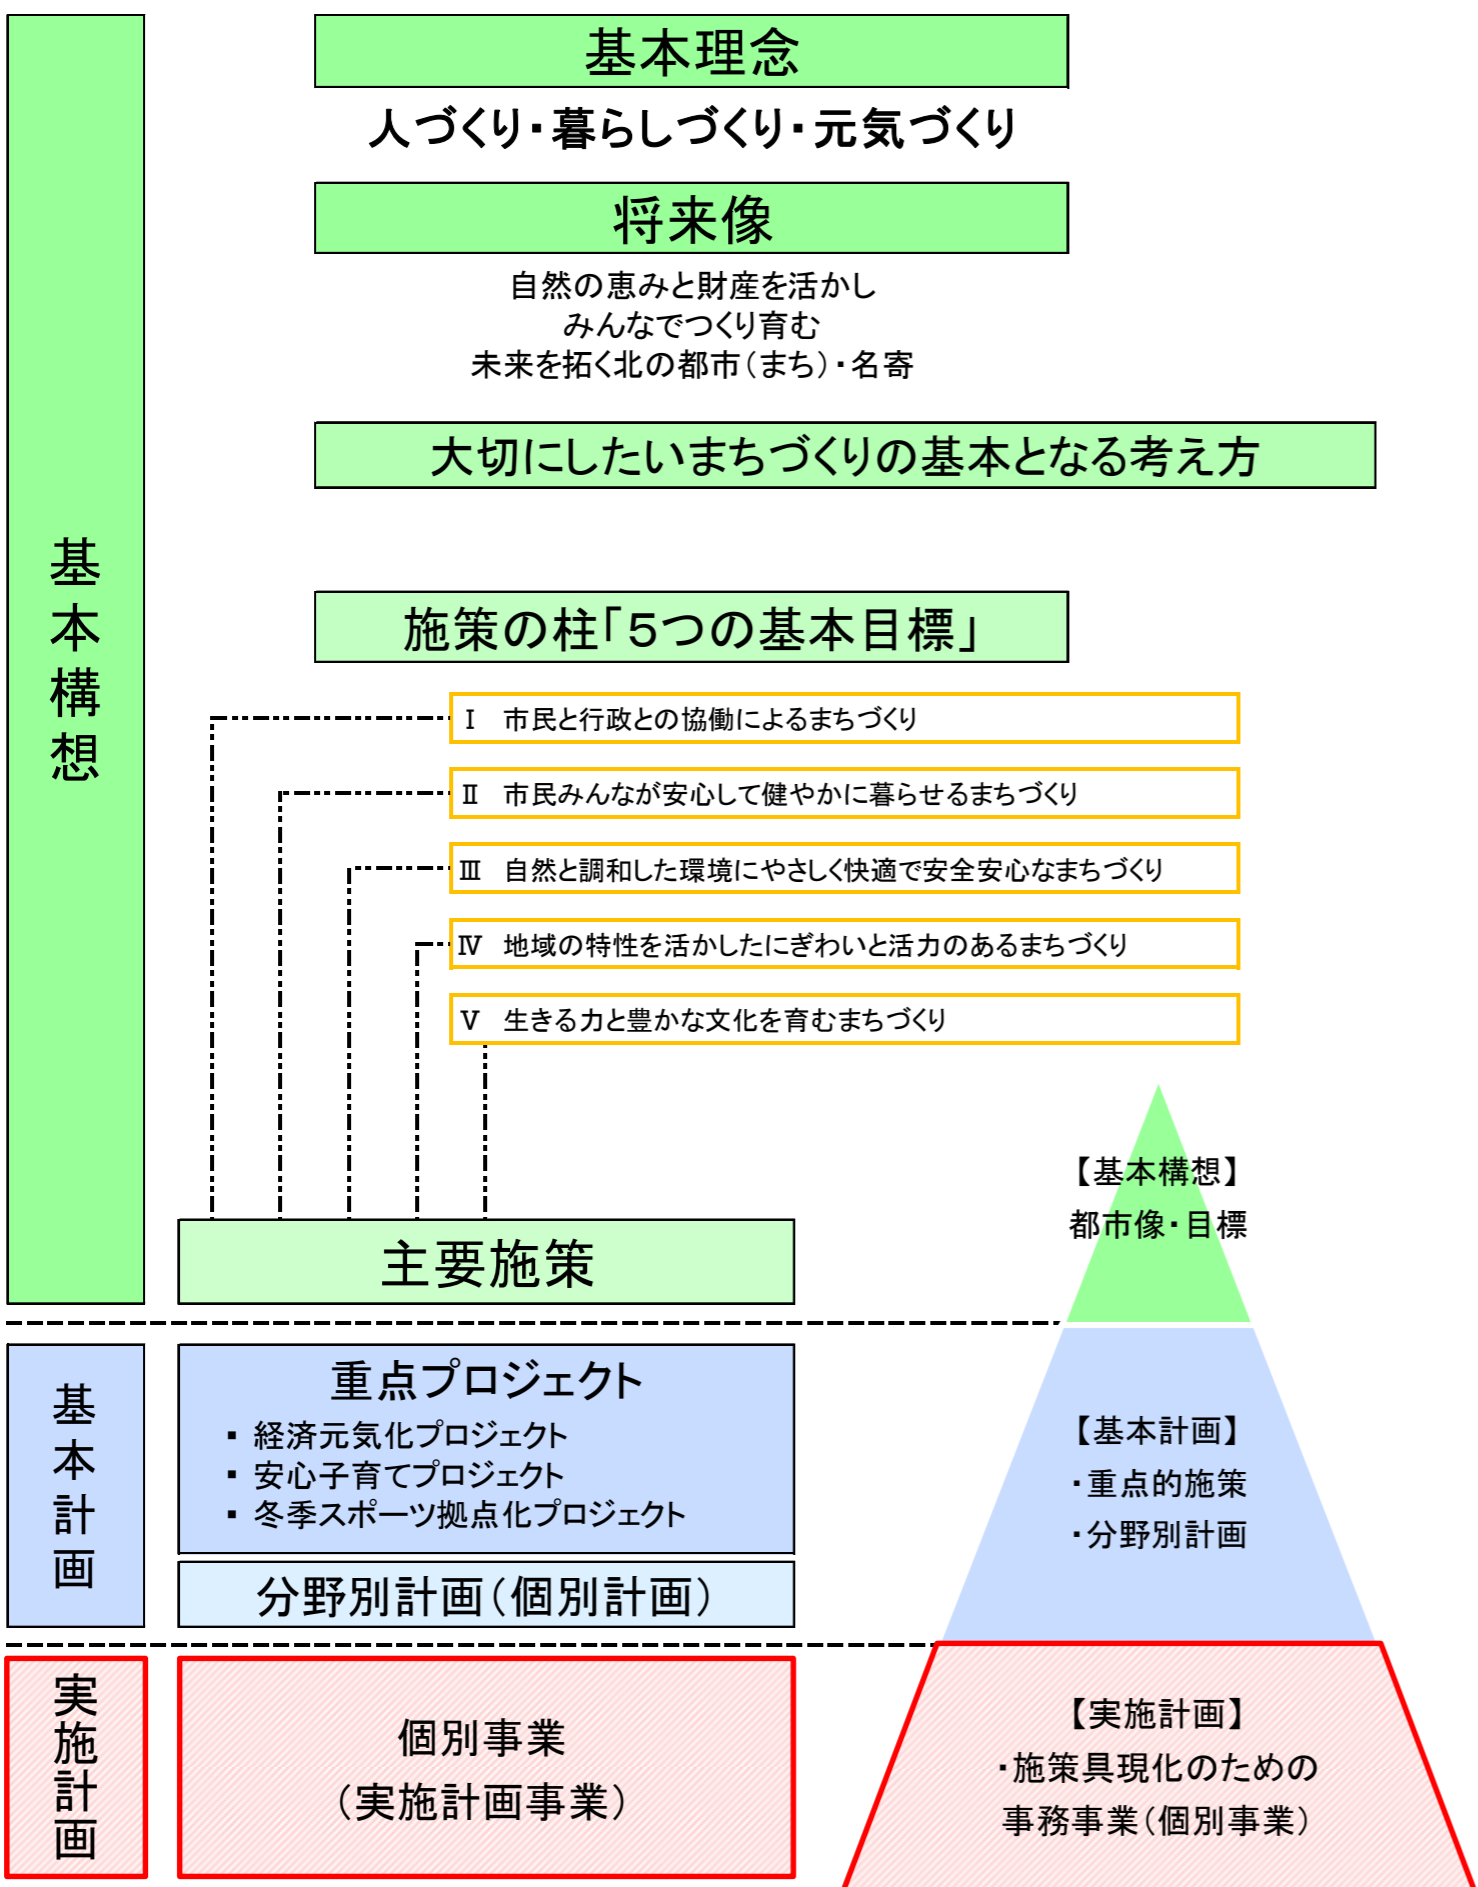 基本構想
基本理念
人づくり・暮らしづくり・元気づくり
将来像
自然の恵みと財産を活かし
みんなでつくり育む
未来を拓く北の都市（まち）・名寄
大切にしたいまちづくりの基本となる考え方
施策の柱「５つの基本目標」
Ⅰ　市民と行政との協働によるまちづくり
Ⅱ　市民みんなが安心して健やかに暮らせるまちづくり
Ⅲ　自然と調和した環境にやさしく快適で安全安心なまちづくり
Ⅳ　地域の特性を活かしたにぎわいと活力のあるまちづくり
Ⅴ　生きる力と豊かな文化を育むまちづくり
主要施策
【基本構想】
都市像・目標
基本計画
重点プロジェクト
▪ 経済元気化プロジェクト
▪ 安心子育てプロジェクト
▪ 冬季スポーツ拠点化プロジェクト
分野別計画（個別計画）
【基本計画】
・重点的施策
・分野別計画
実施計画
個別事業
（実施計画事業）
【実施計画】
・施策具現化のための
事務事業（個別事業）